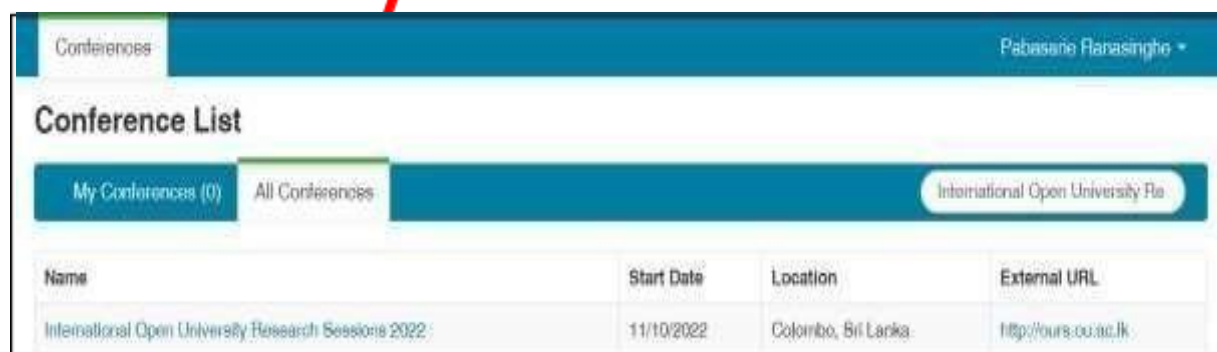 Conferences
Pabasarie Ranasinghe
Conference List
My Conferences (0)
All Conferences
International Open University Re
Name
Start Date
Location
External URL
International Open University Research Sessions 2022
11/10/2022
Colombo, Sri Lanka
http://ours.ou.ac.lk